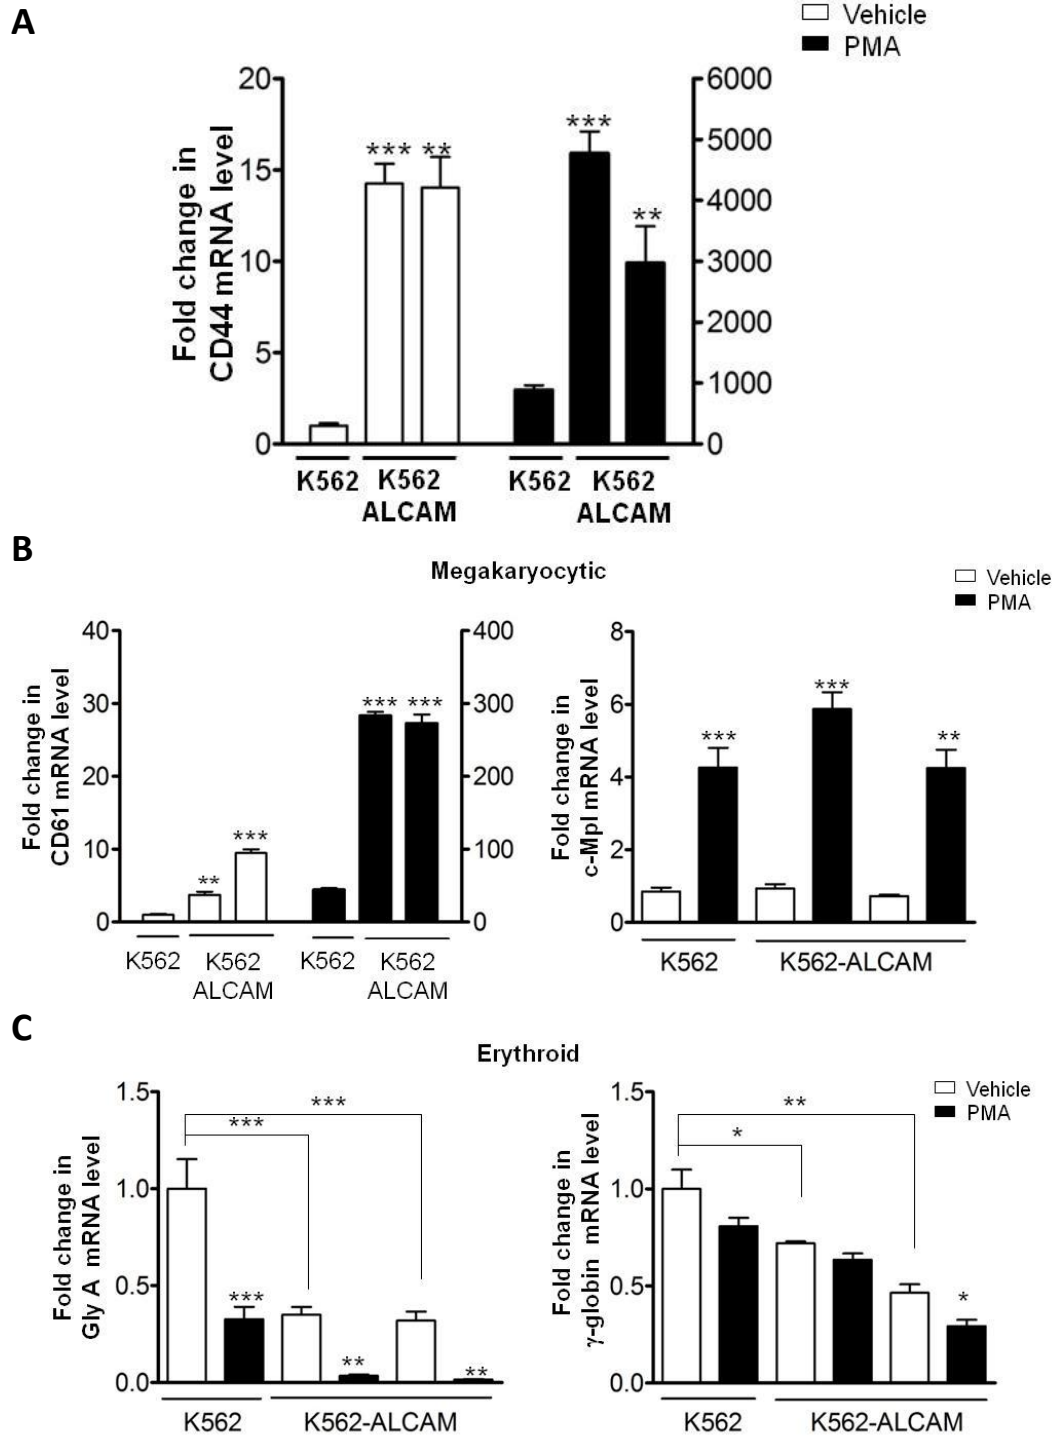 A
Vehicle
PMA
Fold change in
CD44 mRNA level
20
15
10
5
0
*** **
***
**
6000
5000
4000
3000
2000
1000
0
K562 K562 K562 K562
ALCAM ALCAM
B
Megakaryocytic
Vehicle
PMA
Fold change in
CD61 mRNA level
40
30
20
10
0
**
***
*** ***
400
300
200
100
0
K562 K562 K562 K562
ALCAM ALCAM
Fold change in
c-Mpl mRNA level
8
6
4
2
0
***
***
**
K562 K562-ALCAM
C
Erythroid
Vehicle
PMA
Fold change in
Gly A mRNA level
1.5
1.0
0.5
0.0
***
***
***
**
**
K562 K562-ALCAM
Fold change in
γ-globin mRNA level
1.5
1.0
0.5
0.0
**
*
*
K562 K562-ALCAM